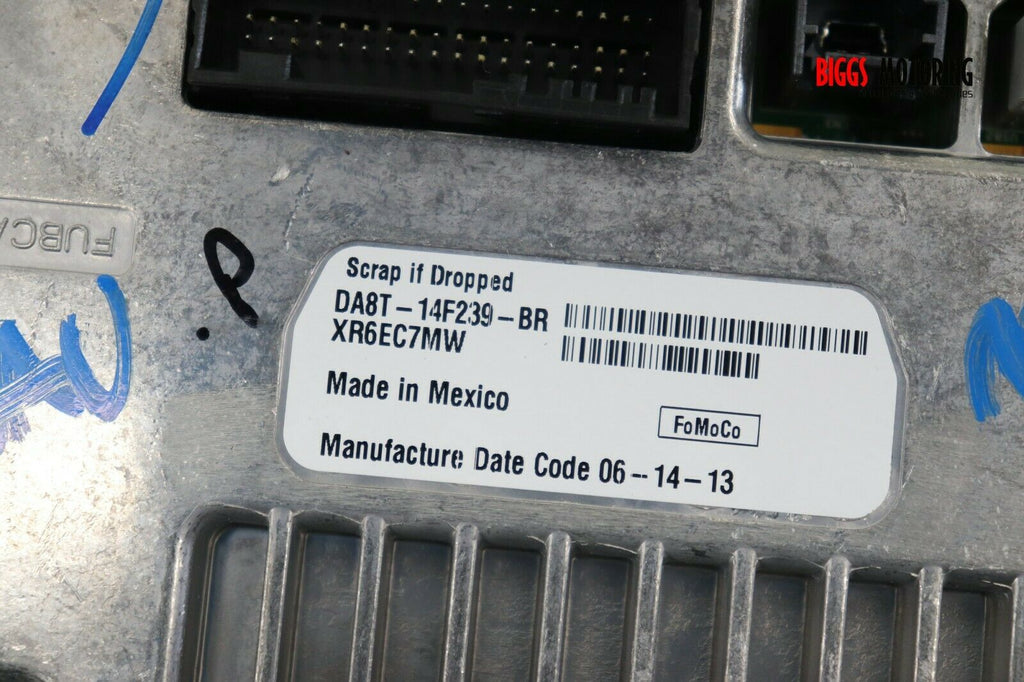 BIGGS MOTORING
FUBCA
P.
Scrap if Dropped
DA8T-14F239-BR
XR6EC7MW
Made in Mexico
FoMoCo
Manufacture Date Code 06-14-13